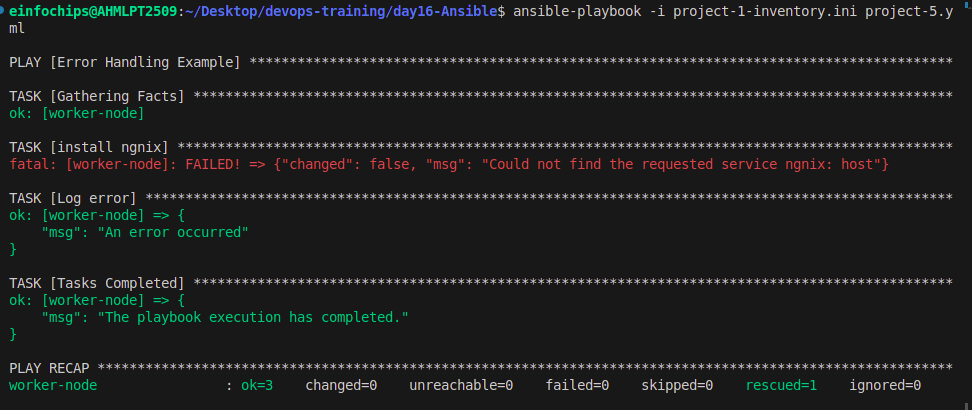 einfochips@AHMLPT2509:~/Desktop/devops-training/day16-Ansible$ ansible-playbook -i project-1-inventory.ini project-5.y
ml
PLAY [Error Handling Example] ****************************************************************************************
TASK [Gathering Facts] ***********************************************************************************************
ok: [worker-node]
TASK [install ngnix] *************************************************************************************************
fatal: [worker-node]: FAILED! => {"changed": false, "msg": "Could not find the requested service ngnix: host"}
TASK [Log error] *****************************************************************************************************
ok: [worker-node] => {
    "msg": "An error occurred"
}
TASK [Tasks Completed] ***********************************************************************************************
ok: [worker-node] => {
    "msg": "The playbook execution has completed."
}
PLAY RECAP ***********************************************************************************************************
worker-node                : ok=3    changed=0    unreachable=0    failed=0    skipped=0    rescued=1    ignored=0